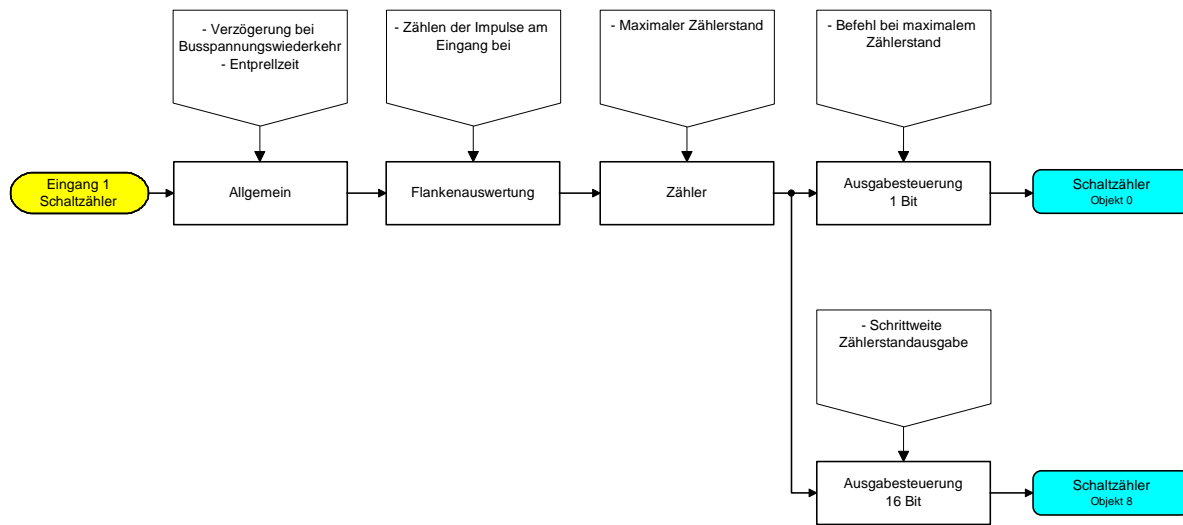 - Verzögerung bei
Busspannungswiederkehr
- Entprellzeit
- Zählen der Impulse am
Eingang bei
- Maximaler Zählerstand
- Befehl bei maximalem
Zählerstand
Eingang 1
Schaltzähler
Allgemein
Flankenauswertung
Zähler
Ausgabesteuerung
1 Bit
Schaltzähler
Objekt 0
- Schrittweite
Zählerstandausgabe
Ausgabesteuerung
16 Bit
Schaltzähler
Objekt 8